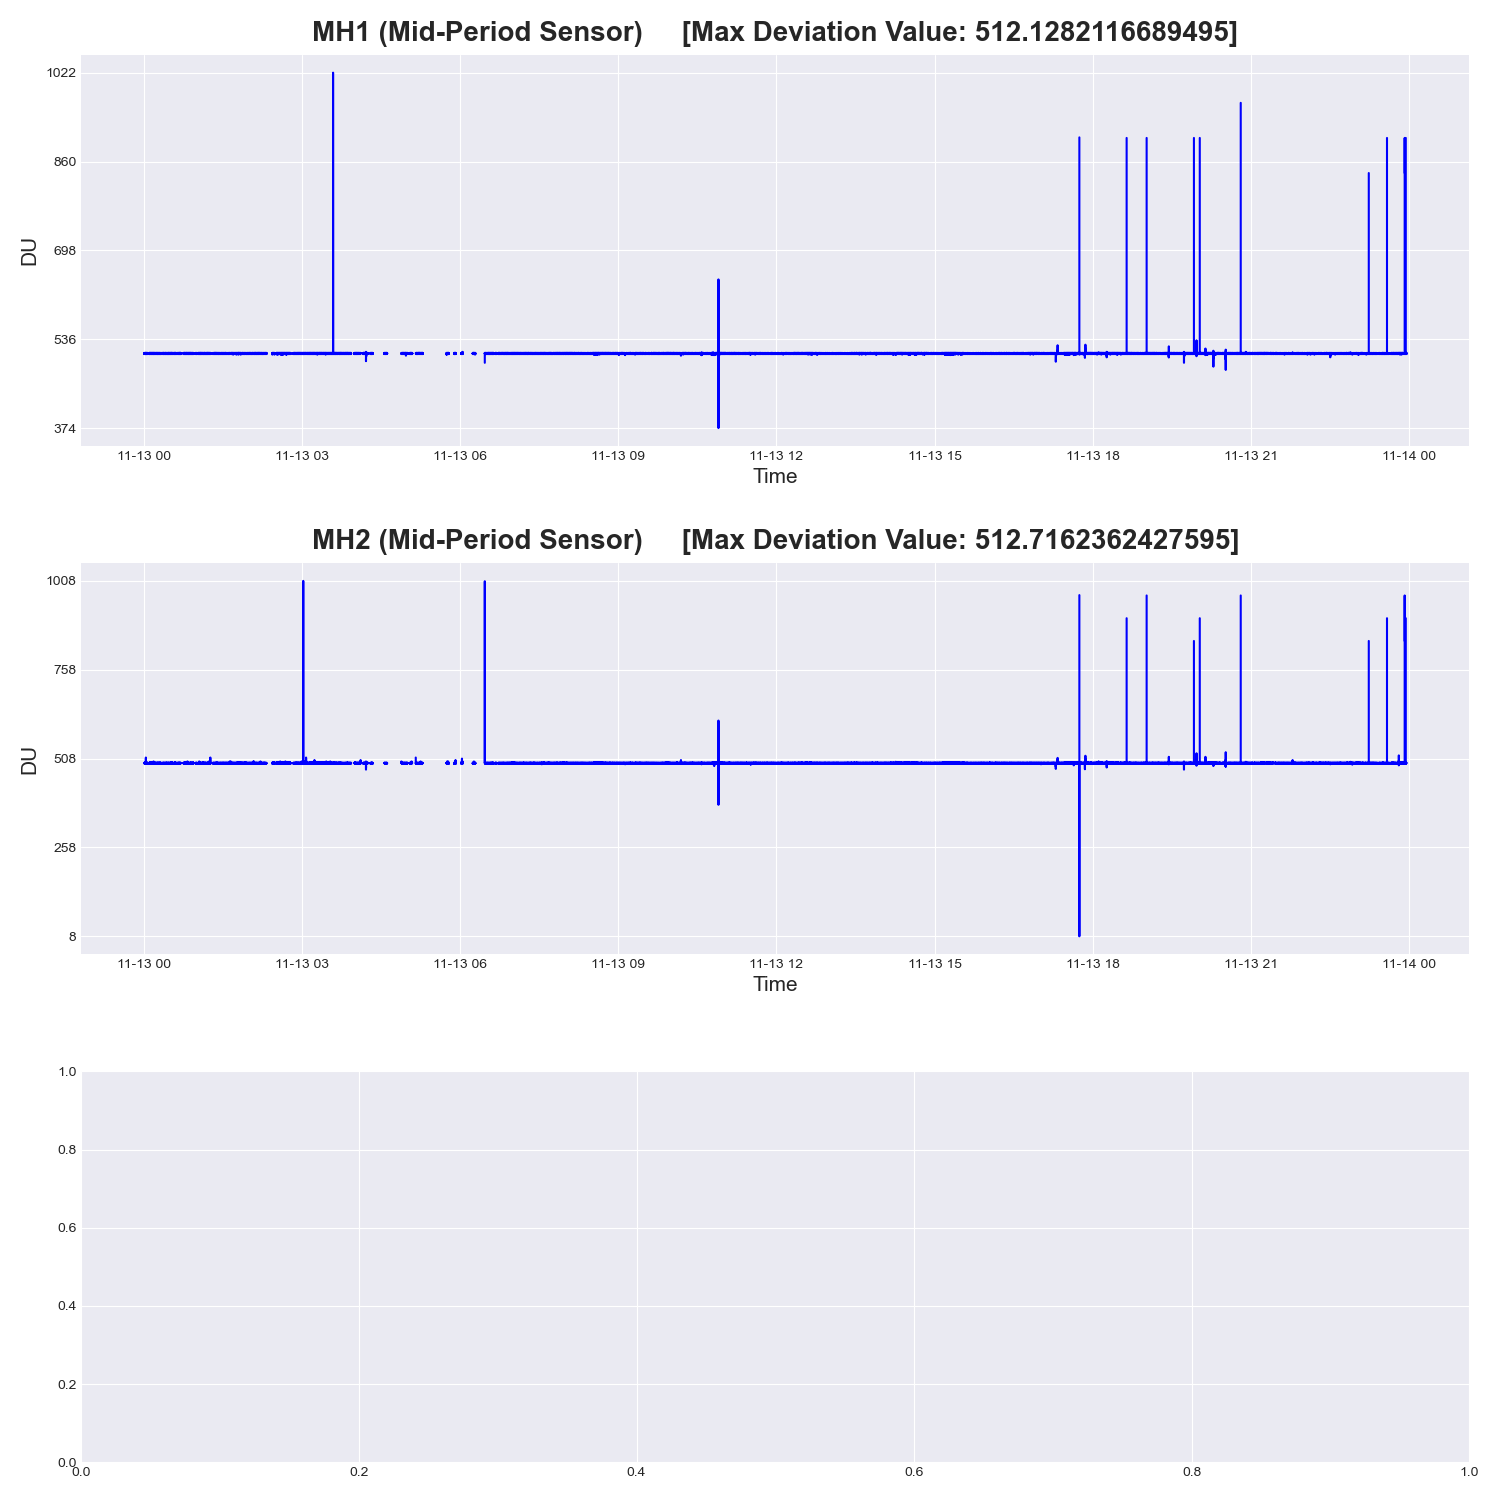 MH1 (Mid-Period Sensor) [Max Deviation Value: 512.1282116689495]
1022
860
698
536
374
DU
11-13 00 11-13 03 11-13 06 11-13 09 11-13 12 11-13 15 11-13 18 11-13 21 11-14 00
Time
MH2 (Mid-Period Sensor) [Max Deviation Value: 512.7162362427595]
1008
758
508
258
8
DU
11-13 00 11-13 03 11-13 06 11-13 09 11-13 12 11-13 15 11-13 18 11-13 21 11-14 00
Time
1.0
0.8
0.6
0.4
0.2
0.0
0.0 0.2 0.4 0.6 0.8 1.0